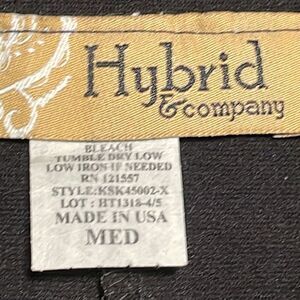 Hybrid
& company
BLEACH
TUMBLE DRY LOW
LOW IRON IF NEEDED
RN 121557
STYLE:KSK45002-X
LOT : HT1318-4/5
MADE IN USA
MED